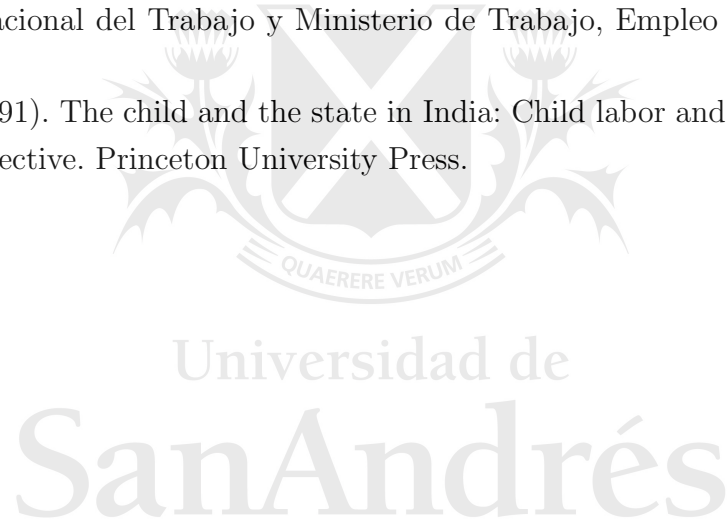 acional del Trabajo y Ministerio de Trabajo, Empleo
91). The child and the state in India: Child labor and
ective. Princeton University Press.
QUAERERE VERUM
Universidad de
SanAndrés